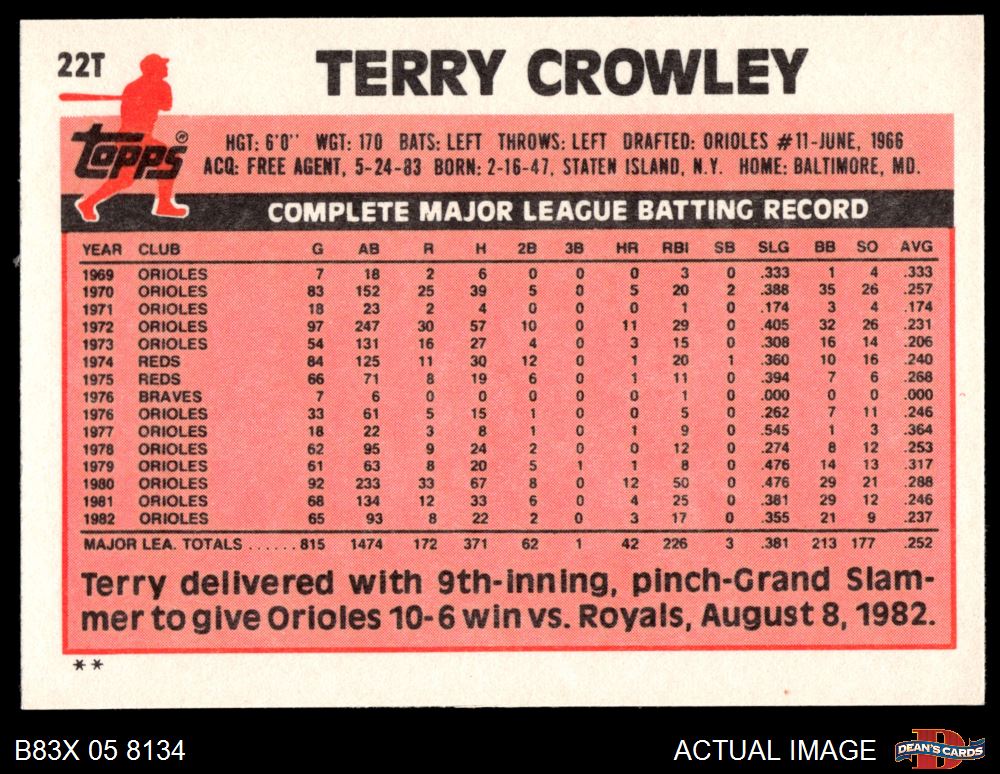 22T
TERRY CROWLEY
Topps®
HGT: 6'0'' WGT: 170 BATS: LEFT THROWS: LEFT DRAFTED: ORIOLES #11-JUNE, 1966
ACQ: FREE AGENT, 5-24-83 BORN: 2-16-47, STATEN ISLAND, N.Y. HOME: BALTIMORE, MD.
COMPLETE MAJOR LEAGUE BATTING RECORD
YEAR CLUB G AB R H 2B 3B HR RBI SB SLG BB SO AVG
1969 ORIOLES 7 18 2 6 0 0 0 3 0 .333 1 4 .333
1970 ORIOLES 83 152 25 39 5 0 5 20 2 .388 35 26 .257
1971 ORIOLES 18 23 2 4 0 0 0 1 0 .174 3 4 .174
1972 ORIOLES 97 247 30 57 10 0 11 29 0 .405 32 26 .231
1973 ORIOLES 54 131 16 27 4 0 3 15 0 .308 16 14 .206
1974 REDS 84 125 11 30 12 0 1 20 1 .360 10 16 .240
1975 REDS 66 71 8 19 6 0 1 11 0 .394 7 6 .268
1976 BRAVES 7 6 0 0 0 0 0 1 0 .000 0 0 .000
1976 ORIOLES 33 61 5 15 1 0 0 5 0 .262 7 11 .246
1977 ORIOLES 18 22 3 8 1 0 1 9 0 .545 1 3 .364
1978 ORIOLES 62 95 9 24 2 0 0 12 0 .274 8 12 .253
1979 ORIOLES 61 63 8 20 5 1 1 8 0 .476 14 13 .317
1980 ORIOLES 92 233 33 67 8 0 12 50 0 .476 29 21 .288
1981 ORIOLES 68 134 12 33 6 0 4 25 0 .381 29 12 .246
1982 ORIOLES 65 93 8 22 2 0 3 17 0 .355 21 9 .237
MAJOR LEA. TOTALS ...... 815 1474 172 371 62 1 42 226 3 .381 213 177 .252
Terry delivered with 9th-inning, pinch-Grand Slam-
mer to give Orioles 10-6 win vs. Royals, August 8, 1982.
**
B83X 05 8134
ACTUAL IMAGE
D
DEAN'S CARDS